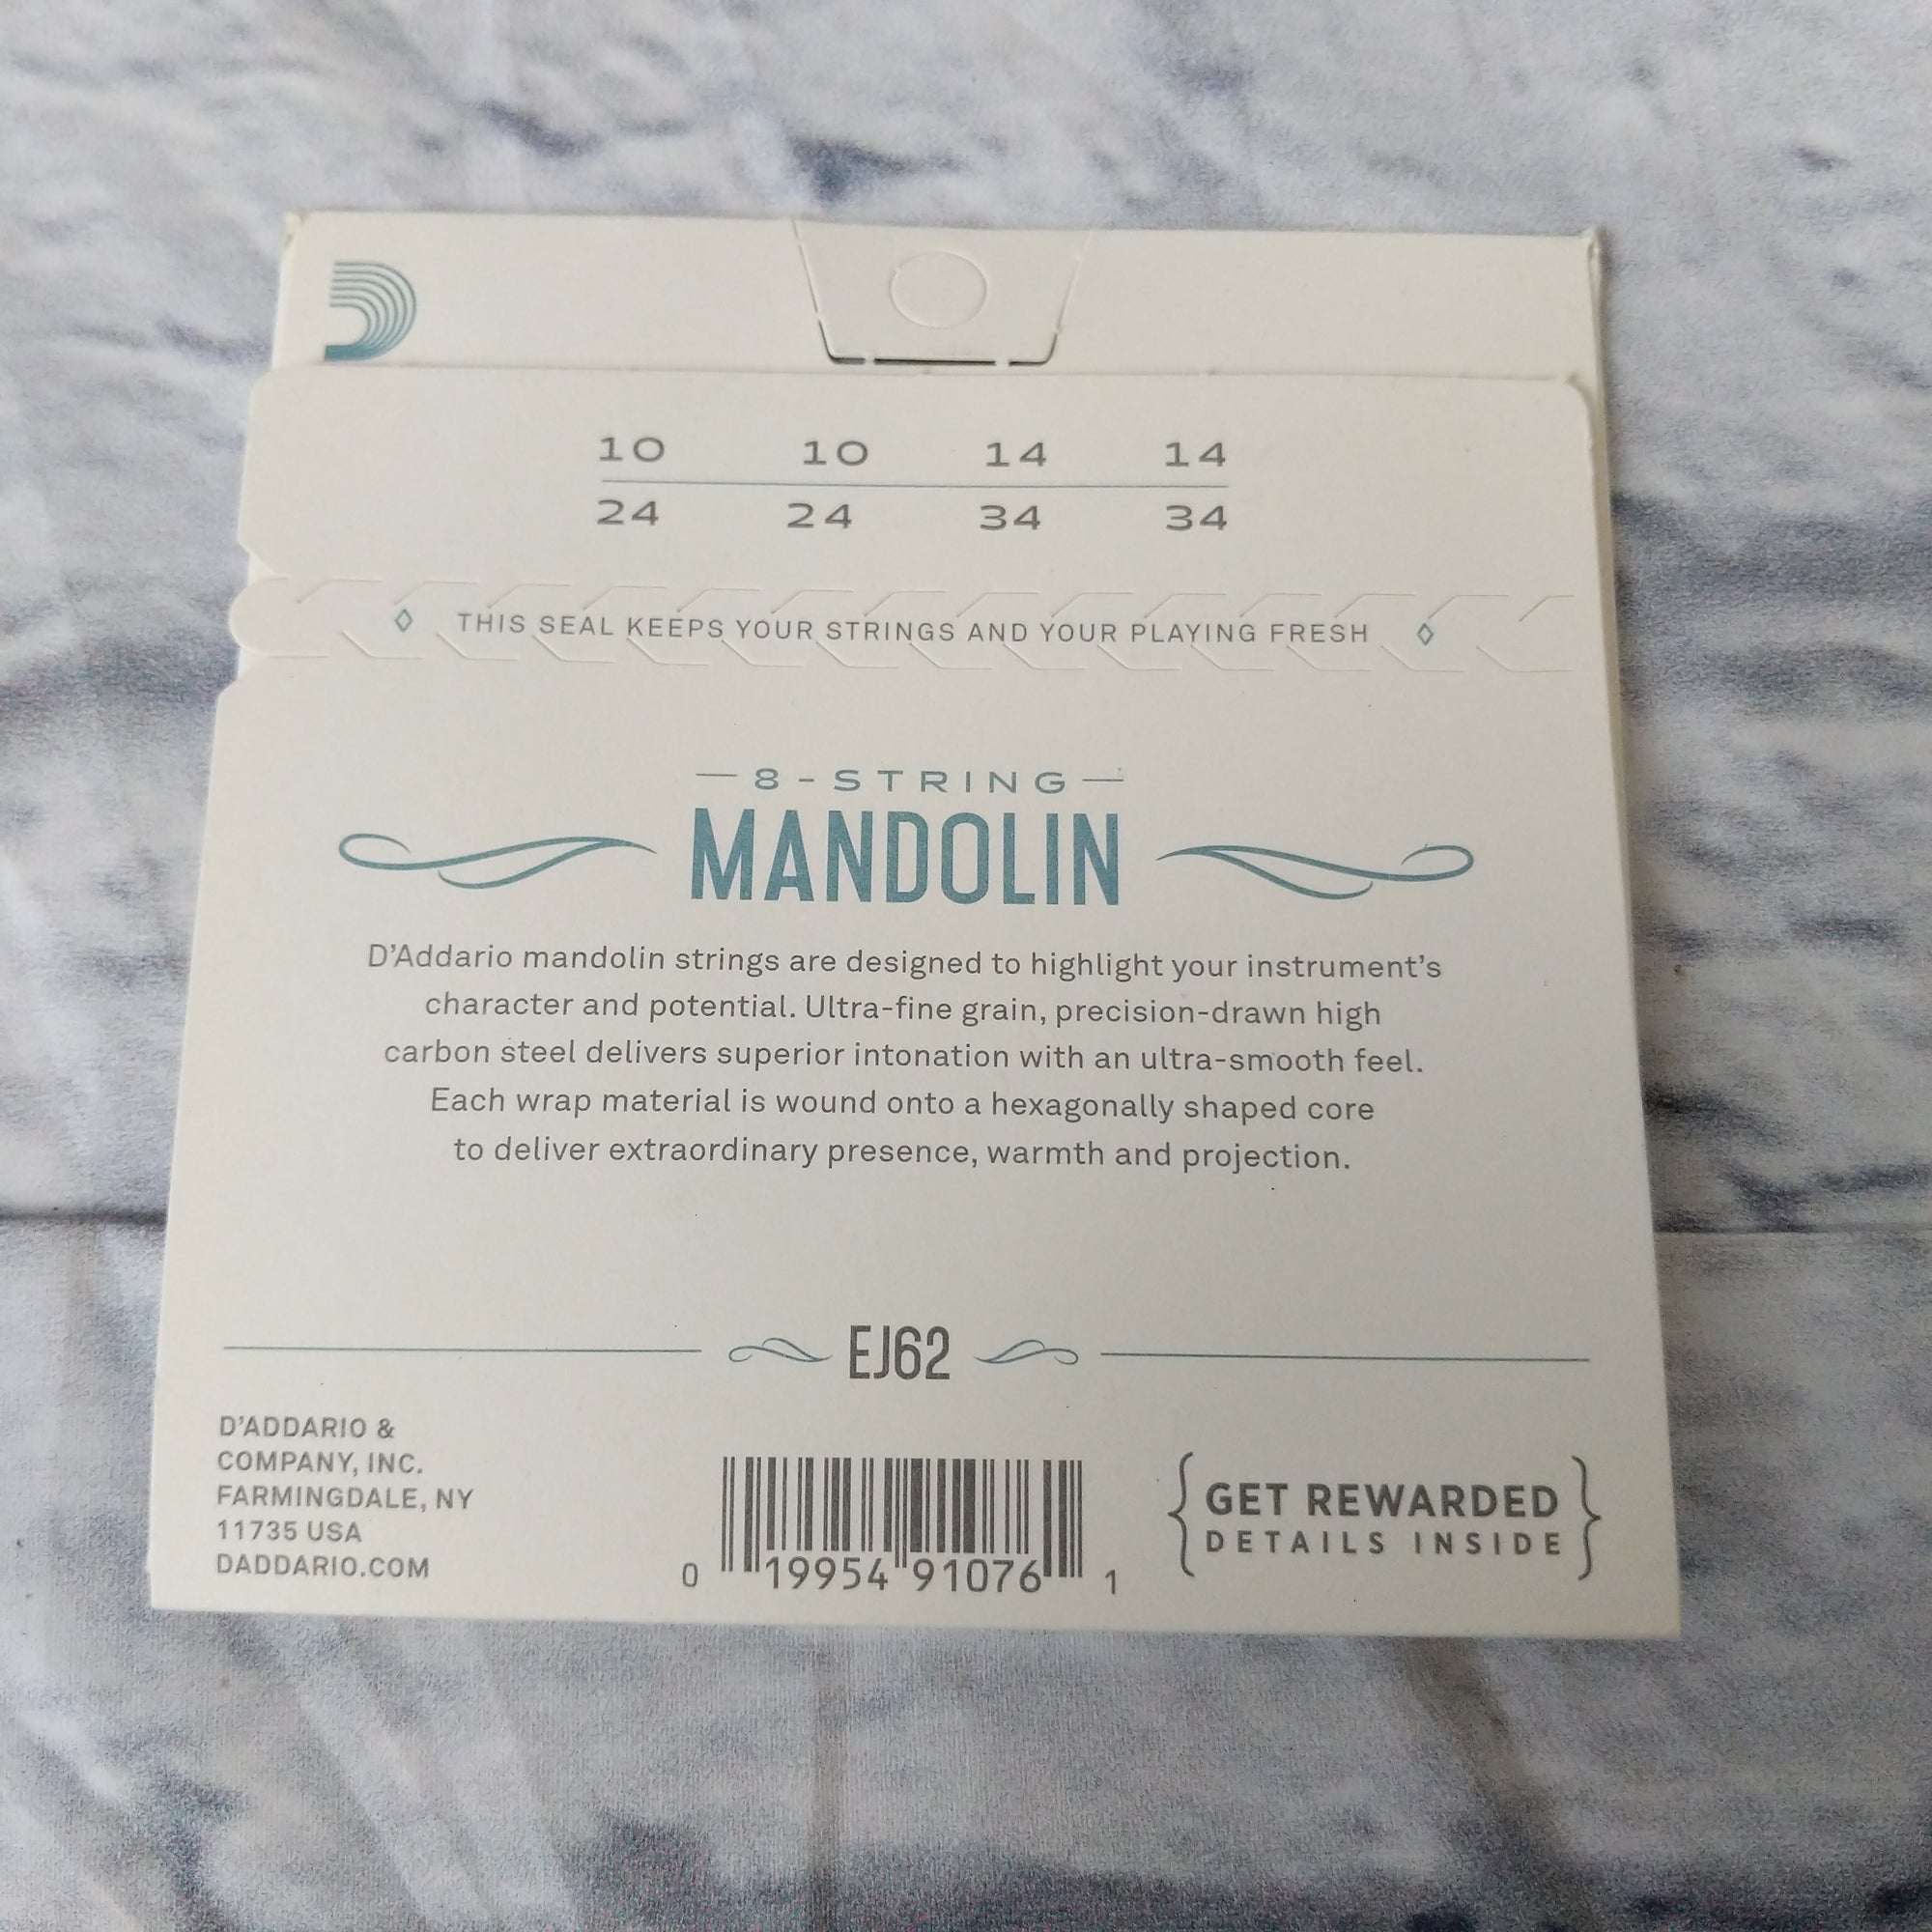 10 10 14 14
24 24 34 34
THIS SEAL KEEPS YOUR STRINGS AND YOUR PLAYING FRESH
8-STRING
MANDOLIN
D'Addario mandolin strings are designed to highlight your instrument's
character and potential. Ultra-fine grain, precision-drawn high
carbon steel delivers superior intonation with an ultra-smooth feel.
Each wrap material is wound onto a hexagonally shaped core
to deliver extraordinary presence, warmth and projection.
EJ62
D'ADDARIO &
COMPANY, INC.
FARMINGDALE, NY
11735 USA
DADDARIO.COM
0 19954 91076 1
{GET REWARDED
DETAILS INSIDE}